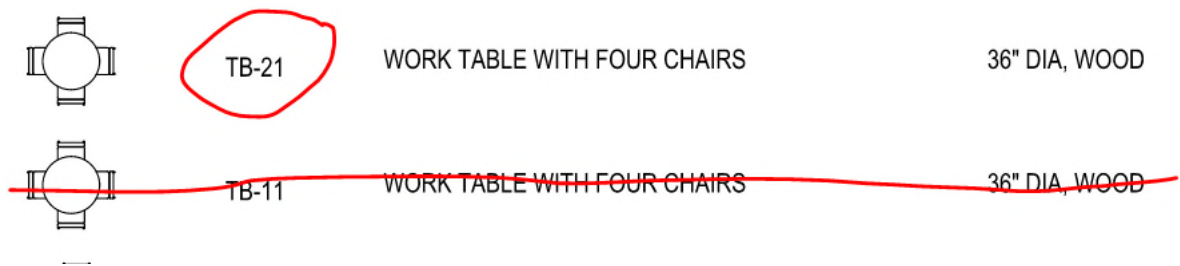 TB-21 WORK TABLE WITH FOUR CHAIRS 36" DIA, WOOD
TB-11 WORK TABLE WITH FOUR CHAIRS 36" DIA, WOOD